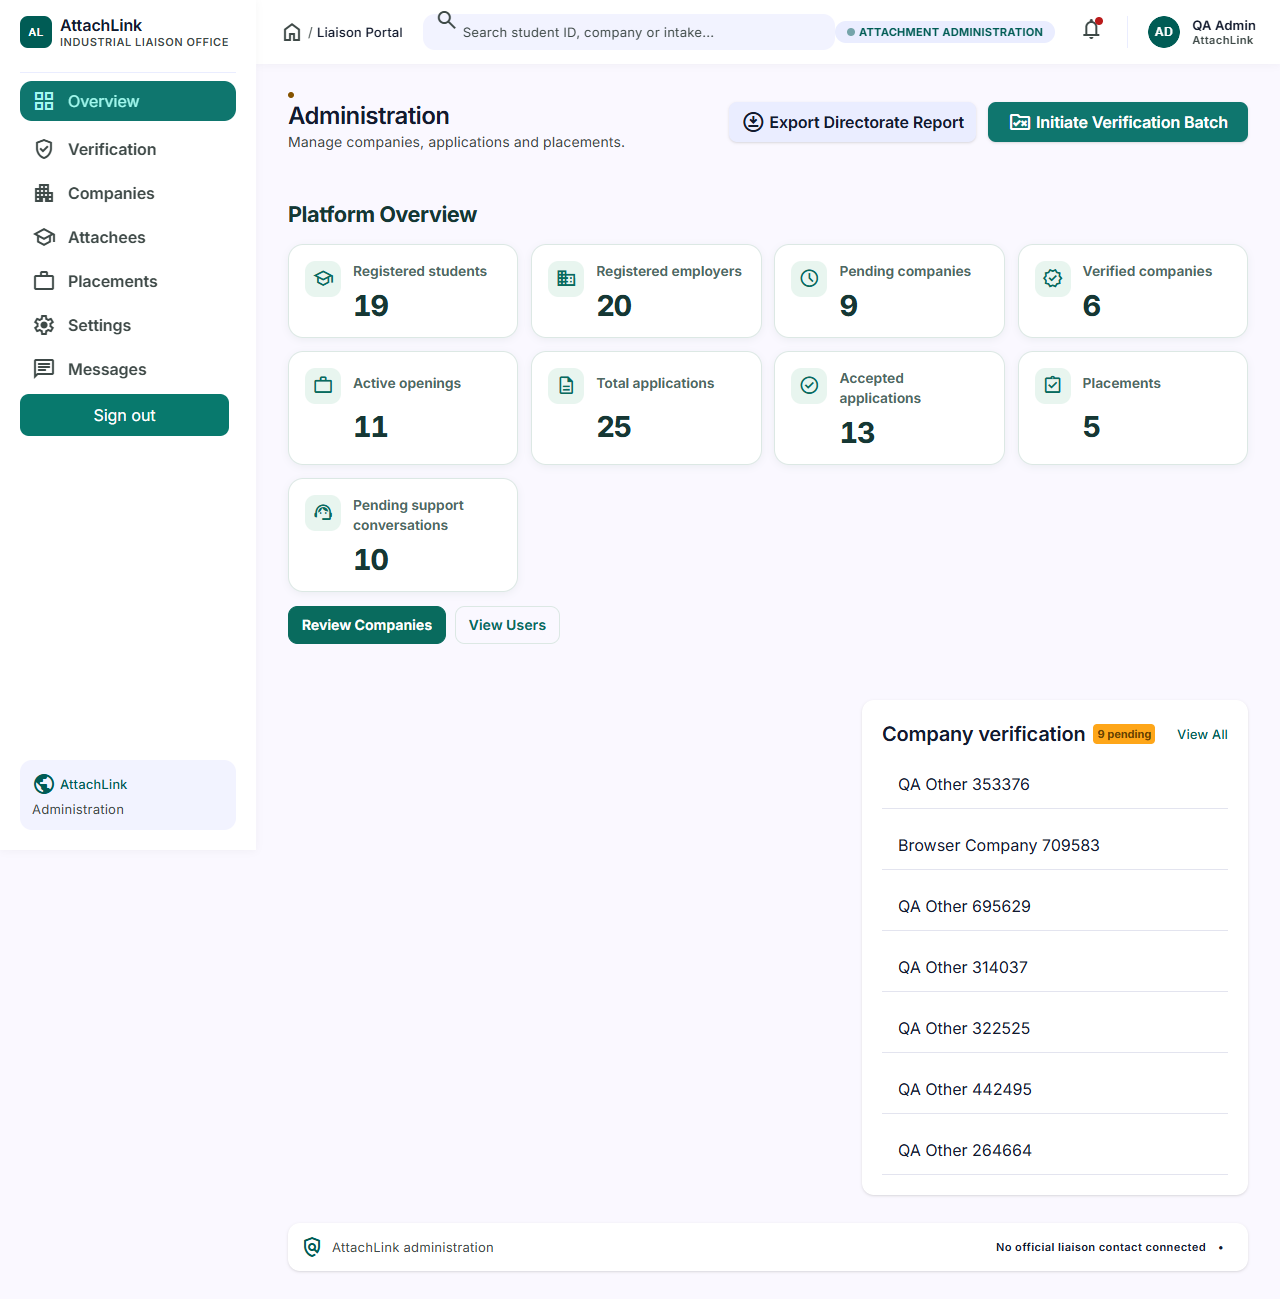 AL
AttachLink
INDUSTRIAL LIAISON OFFICE
/ Liaison Portal
Search student ID, company or intake...
ATTACHMENT ADMINISTRATION
AD
QA Admin
AttachLink
Overview
Verification
Companies
Attachees
Placements
Settings
Messages
Sign out
AttachLink
Administration
Administration
Manage companies, applications and placements.
Export Directorate Report
Initiate Verification Batch
Platform Overview
Registered students
19
Registered employers
20
Pending companies
9
Verified companies
6
Active openings
11
Total applications
25
Accepted
applications
13
Placements
5
Pending support
conversations
10
Review Companies
View Users
Company verification
9 pending
View All
QA Other 353376
Browser Company 709583
QA Other 695629
QA Other 314037
QA Other 322525
QA Other 442495
QA Other 264664
AttachLink administration
No official liaison contact connected •